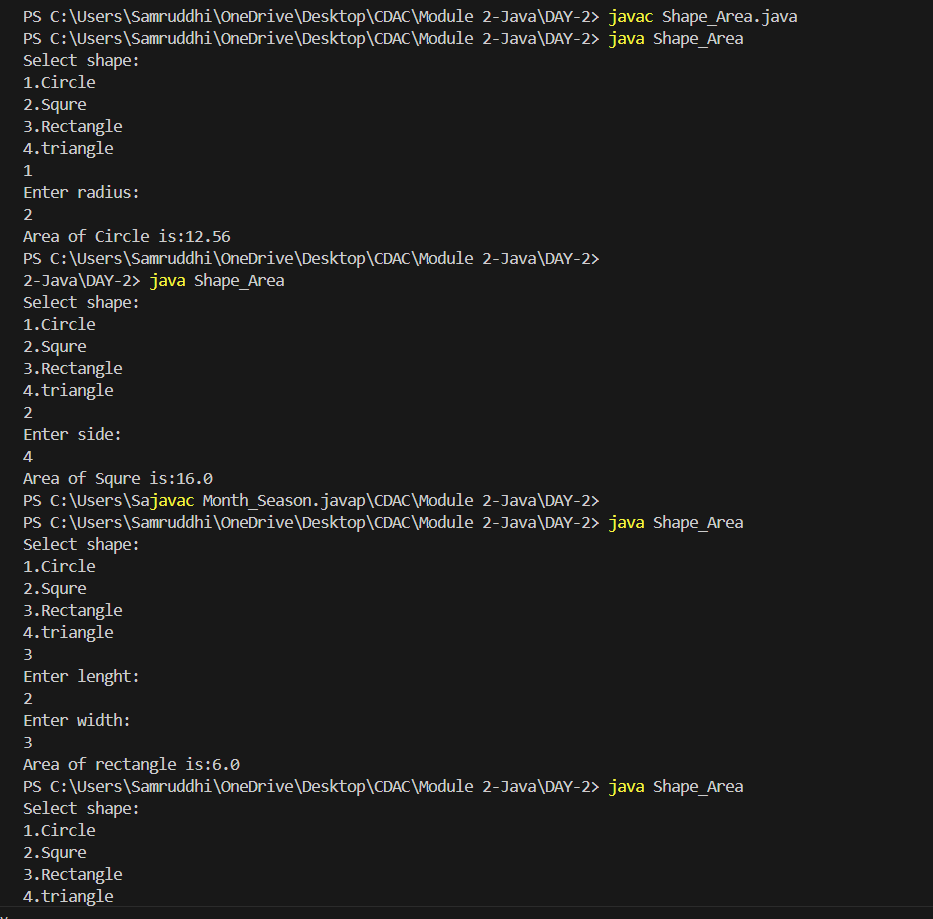 PS C:\Users\Samruddhi\OneDrive\Desktop\CDAC\Module 2-Java\DAY-2> javac Shape_Area.java
PS C:\Users\Samruddhi\OneDrive\Desktop\CDAC\Module 2-Java\DAY-2> java Shape_Area
Select shape:
1.Circle
2.Squre
3.Rectangle
4.triangle
1
Enter radius:
2
Area of Circle is:12.56
PS C:\Users\Samruddhi\OneDrive\Desktop\CDAC\Module 2-Java\DAY-2>
2-Java\DAY-2> java Shape_Area
Select shape:
1.Circle
2.Squre
3.Rectangle
4.triangle
2
Enter side:
4
Area of Squre is:16.0
PS C:\Users\Sajavac Month_Season.javap\CDAC\Module 2-Java\DAY-2>
PS C:\Users\Samruddhi\OneDrive\Desktop\CDAC\Module 2-Java\DAY-2> java Shape_Area
Select shape:
1.Circle
2.Squre
3.Rectangle
4.triangle
3
Enter lenght:
2
Enter width:
3
Area of rectangle is:6.0
PS C:\Users\Samruddhi\OneDrive\Desktop\CDAC\Module 2-Java\DAY-2> java Shape_Area
Select shape:
1.Circle
2.Squre
3.Rectangle
4.triangle